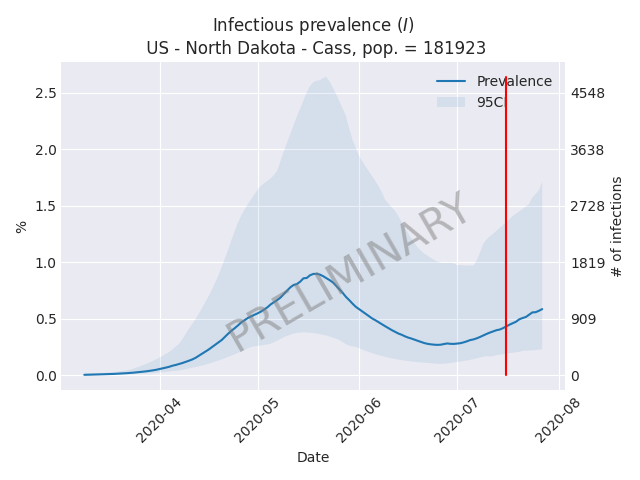 Infectious prevalence (I)
US - North Dakota - Cass, pop. = 181923
Prevalence
95CI
2.5
2.0
1.5
1.0
0.5
0.0
%
4548
3638
2728
1819
909
0
# of infections
PRELIMINARY
2020-04
2020-05
2020-06
2020-07
2020-08
Date